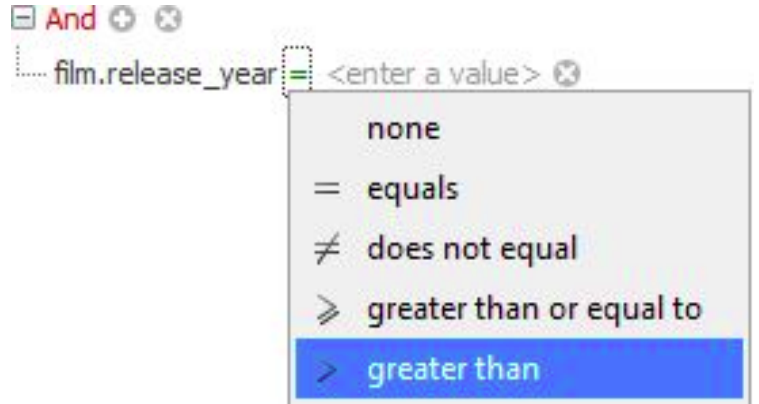 And
film.release_year = <enter a value>
none
= equals
≠ does not equal
⩾ greater than or equal to
> greater than